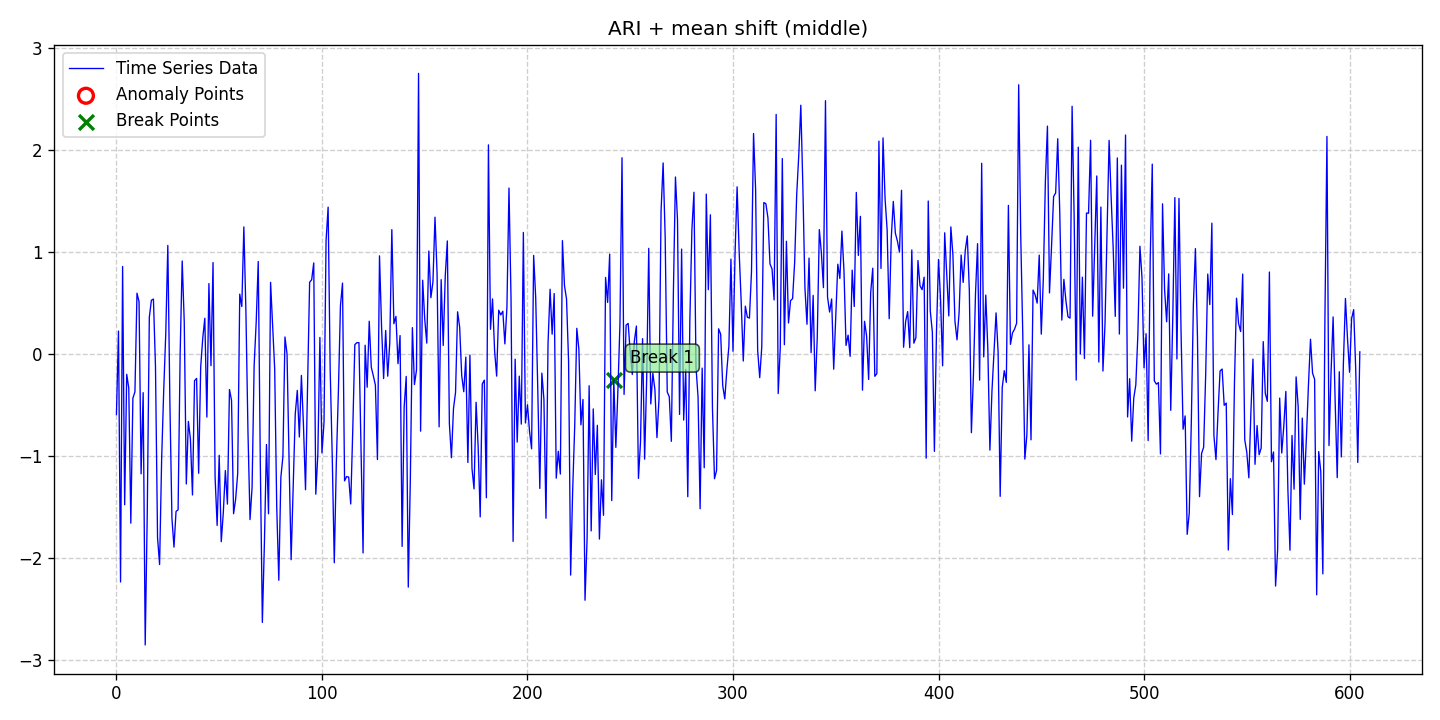 ARI + mean shift (middle)
3
2
1
0
−1
−2
−3
Time Series Data
Anomaly Points
Break Points
Break 1
0
100
200
300
400
500
600